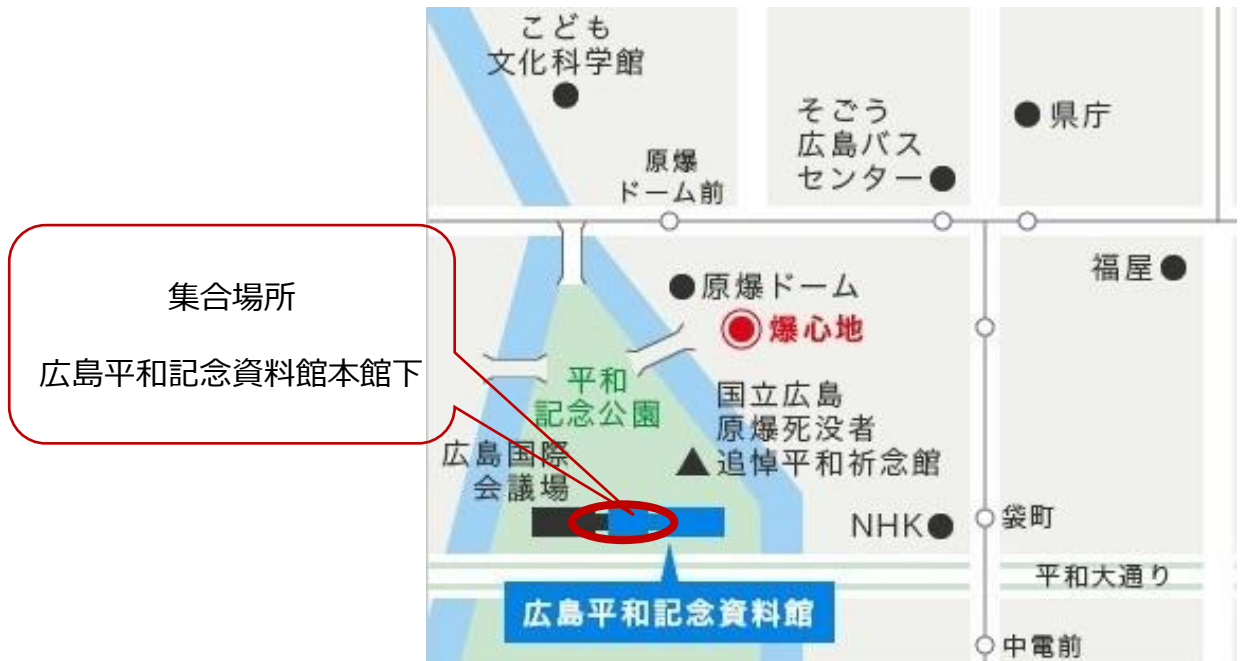 こども
文化科学館
そごう
広島バス
センター
県庁
原爆
ドーム前
福屋
原爆ドーム
爆心地
集合場所
広島平和記念資料館本館下
平和
記念公園
国立広島
原爆死没者
追悼平和祈念館
広島国際
会議場
NHK
袋町
平和大通り
広島平和記念資料館
中電前